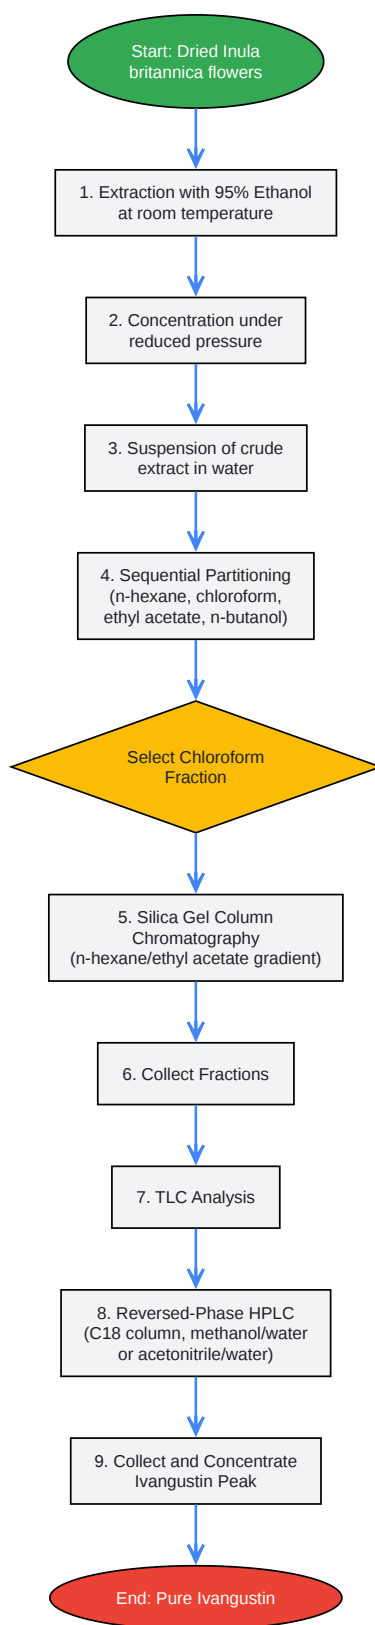 Start: Dried Inula
britannica flowers
1. Extraction with 95% Ethanol
at room temperature
2. Concentration under
reduced pressure
3. Suspension of crude
extract in water
4. Sequential Partitioning
(n-hexane, chloroform,
ethyl acetate, n-butanol)
Select Chloroform
Fraction
5. Silica Gel Column
Chromatography
(n-hexane/ethyl acetate gradient)
6. Collect Fractions
7. TLC Analysis
8. Reversed-Phase HPLC
(C18 column, methanol/water
or acetonitrile/water)
9. Collect and Concentrate
Ivangustin Peak
End: Pure Ivangustin